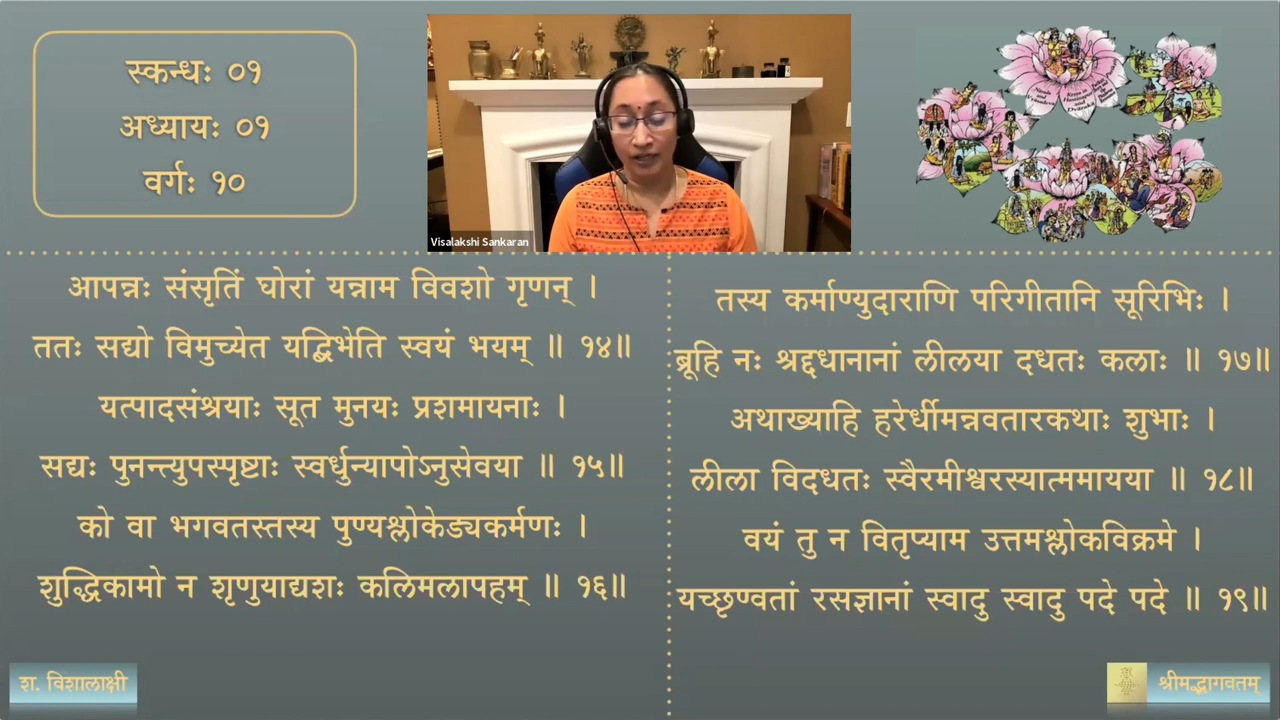 स्कन्धः ०१
अध्यायः ०१
वर्गः १०
Visalakshi Sankaran
आपन्नः संसृतिं घोरां यन्नाम विवशो गृणन् ।
ततः सद्यो विमुच्येत यद्बिभेति स्वयं भयम् ॥ १४॥
यत्पादसंश्रयाः सूत मुनयः प्रशमायनाः ।
सद्यः पुनन्त्युपस्पृष्टाः स्वर्धुन्यापोऽनुसेवया ॥ १५॥
को वा भगवतस्तस्य पुण्यश्लोकेड्यकर्मणः ।
शुद्धिकामो न शृणुयाद्यशः कलिमलापहम् ॥ १६॥
तस्य कर्माण्युदाराणि परिगीतानि सूरिभिः ।
ब्रूहि नः श्रद्दधानानां लीलया दधतः कलाः ॥ १७॥
अथाख्याहि हरेर्धीमन्नवतारकथाः शुभाः ।
लीला विदधतः स्वैरमीश्वरस्यात्ममायया ॥ १८॥
वयं तु न वितृप्याम उत्तमश्लोकविक्रमे ।
यच्छृण्वतां रसज्ञानां स्वादु स्वादु पदे पदे ॥ १९॥
श. विशालाक्षी
श्रीमद्भागवतम्